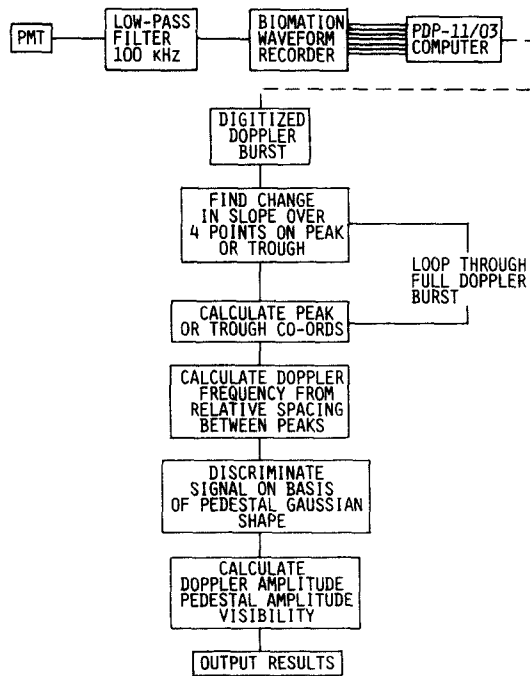 PMT
LOW-PASS
FILTER
100 KHZ
BIOMATION
WAVEFORM
RECORDER
PDP-11/03
COMPUTER
DIGITIZED
DOPPLER
BURST
FIND CHANGE
IN SLOPE OVER
4 POINTS ON PEAK
OR TROUGH
LOOP THROUGH
FULL DOPPLER
BURST
CALCULATE PEAK
OR TROUGH CO-ORDS
CALCULATE DOPPLER
FREQUENCY FROM
RELATIVE SPACING
BETWEEN PEAKS
DISCRIMINATE
SIGNAL ON BASIS
OF PEDESTAL GAUSSIAN
SHAPE
CALCULATE
DOPPLER AMPLITUDE
PEDESTAL AMPLITUDE
VISIBILITY
OUTPUT RESULTS